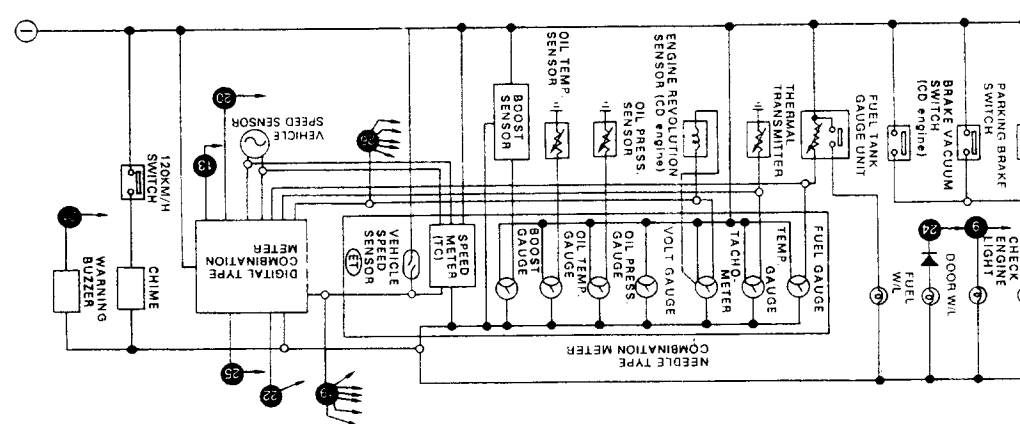 120KM/H
SWITCH
WARNING
BUZZER
CHIME
20
13
VEHICLE
SPEED SENSOR
DIGITAL TYPE
COMBINATION
METER
25
22
VEHICLE
SPEED
SENSOR
(ET)
SPEED
METER
(TC)
BOOST
SENSOR
OIL TEMP.
SENSOR
OIL PRESS.
SENSOR
ENGINE REVOLUTION
SENSOR (CD engine)
THERMAL
TRANSMITTER
FUEL TANK
GAUGE UNIT
BRAKE VACUUM
SWITCH
(CD engine)
PARKING BRAKE
SWITCH
BOOST
GAUGE
OIL TEMP.
GAUGE
OIL PRESS.
GAUGE
VOLT GAUGE
TACHO-
METER
TEMP.
GAUGE
FUEL GAUGE
NEEDLE TYPE
COMBINATION METER
FUEL
W/L
DOOR W/L
24
9
CHECK
ENGINE
LIGHT